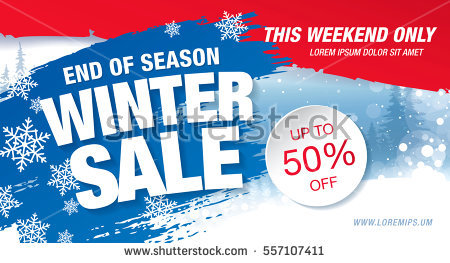 THIS WEEKEND ONLY
LOREM IPSUM DOLOR SIT AMET
END OF SEASON
WINTER
SALE
UP TO
50%
OFF
WWW.LOREMIPS.UM
shutterstock
www.shutterstock.com · 557107411